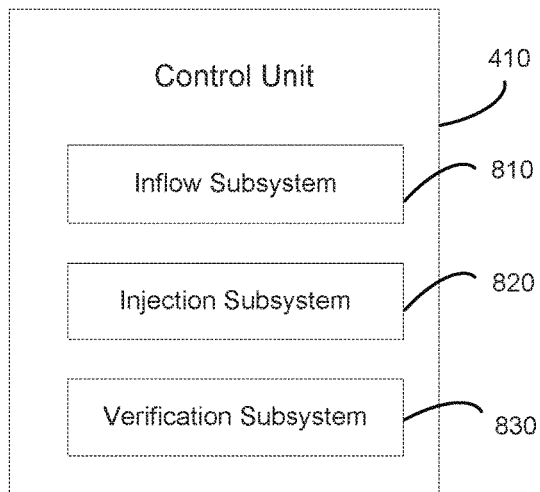 Control Unit
410
Inflow Subsystem
810
Injection Subsystem
820
Verification Subsystem
830